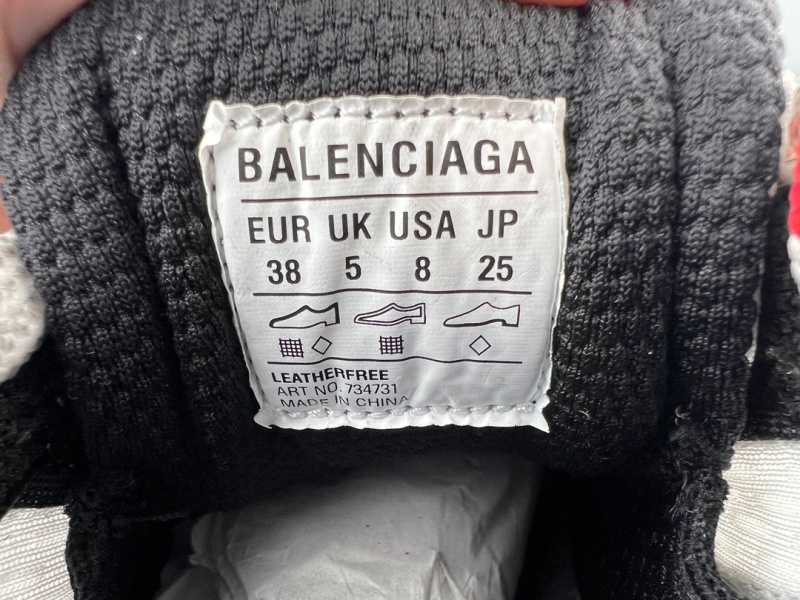 BALENCIAGA
EUR UK USA JP
38 5 8 25
LEATHERFREE
ART NO. 734731
MADE IN CHINA